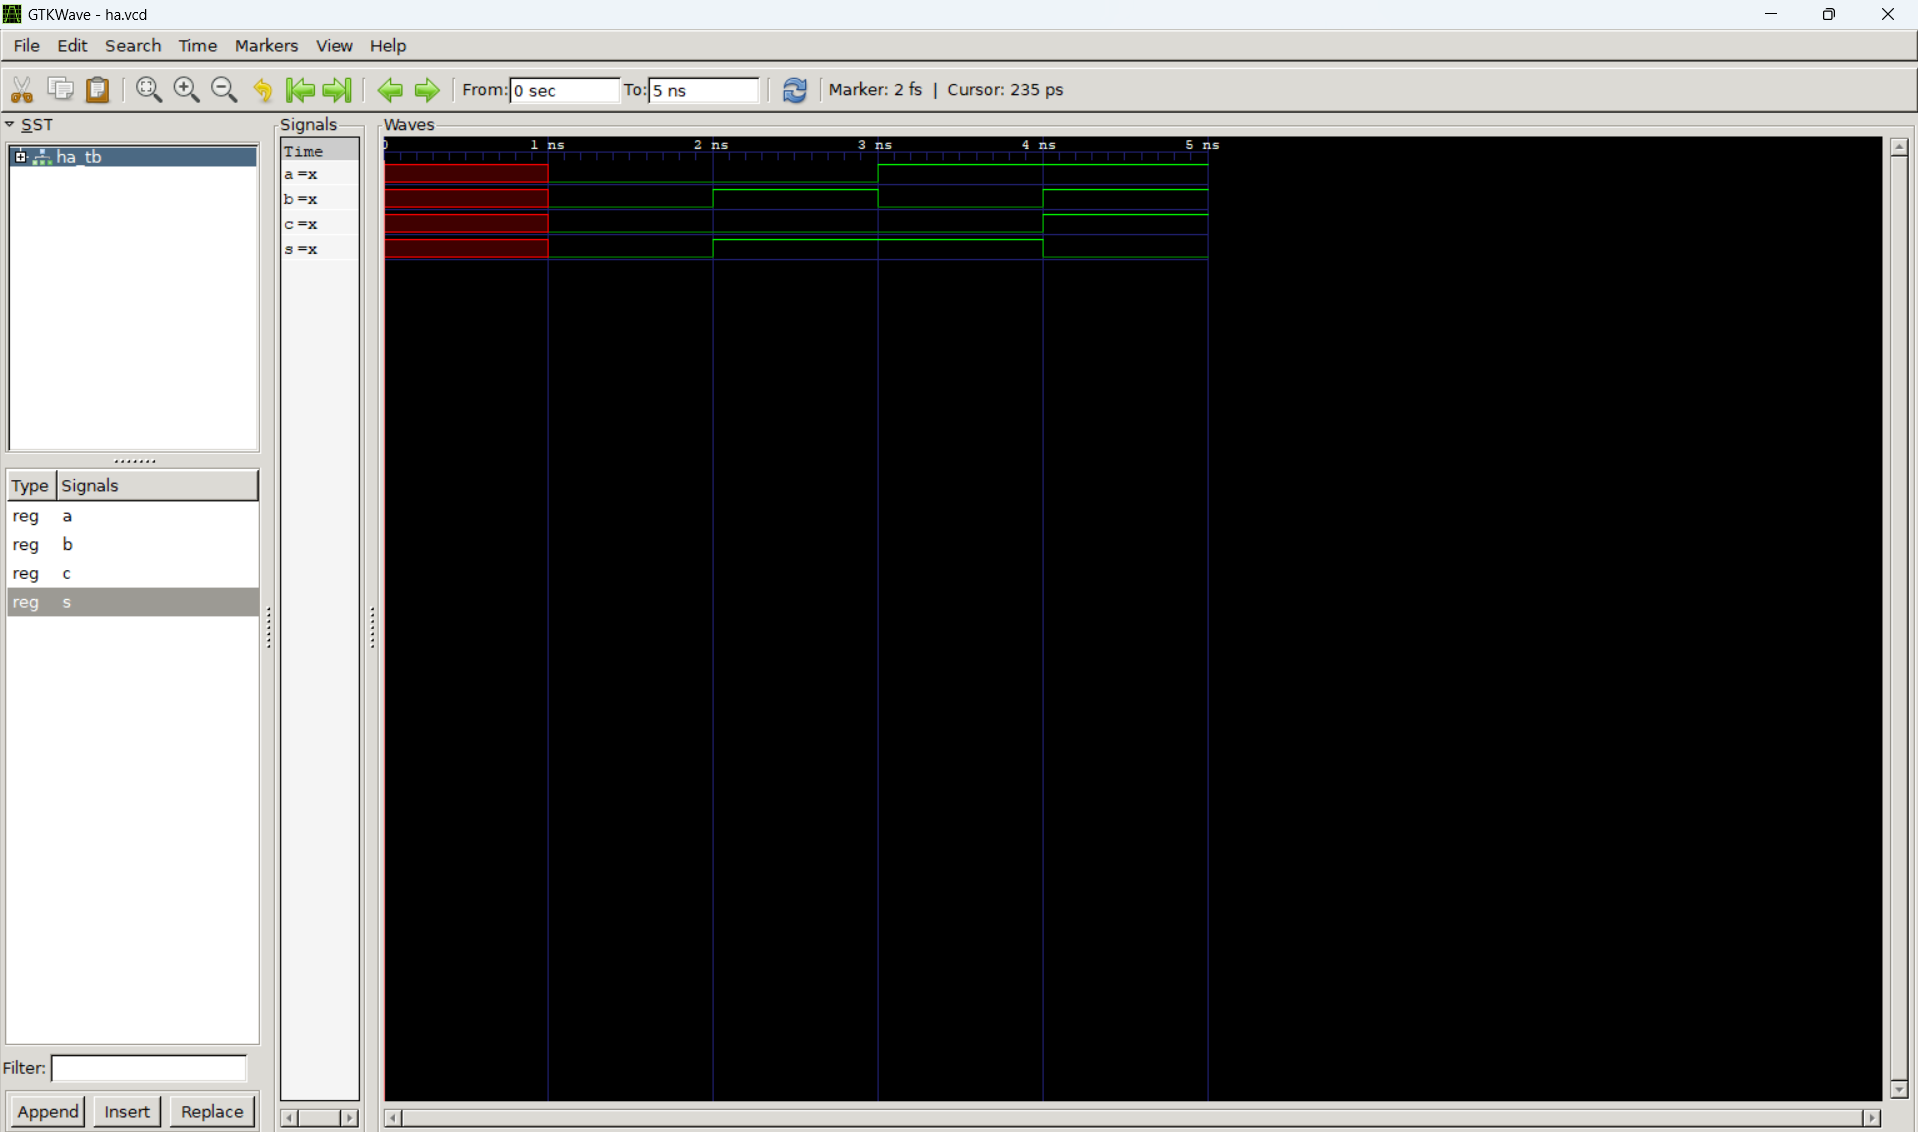 GTKWave - ha.vcd
File Edit Search Time Markers View Help
From: 0 sec To: 5 ns Marker: 2 fs | Cursor: 235 ps
SST
ha_tb
Type Signals
reg a
reg b
reg c
reg s
Filter:
Append Insert Replace
Signals
Time
a =x
b =x
c =x
s =x
Waves
0 1 ns 2 ns 3 ns 4 ns 5 ns